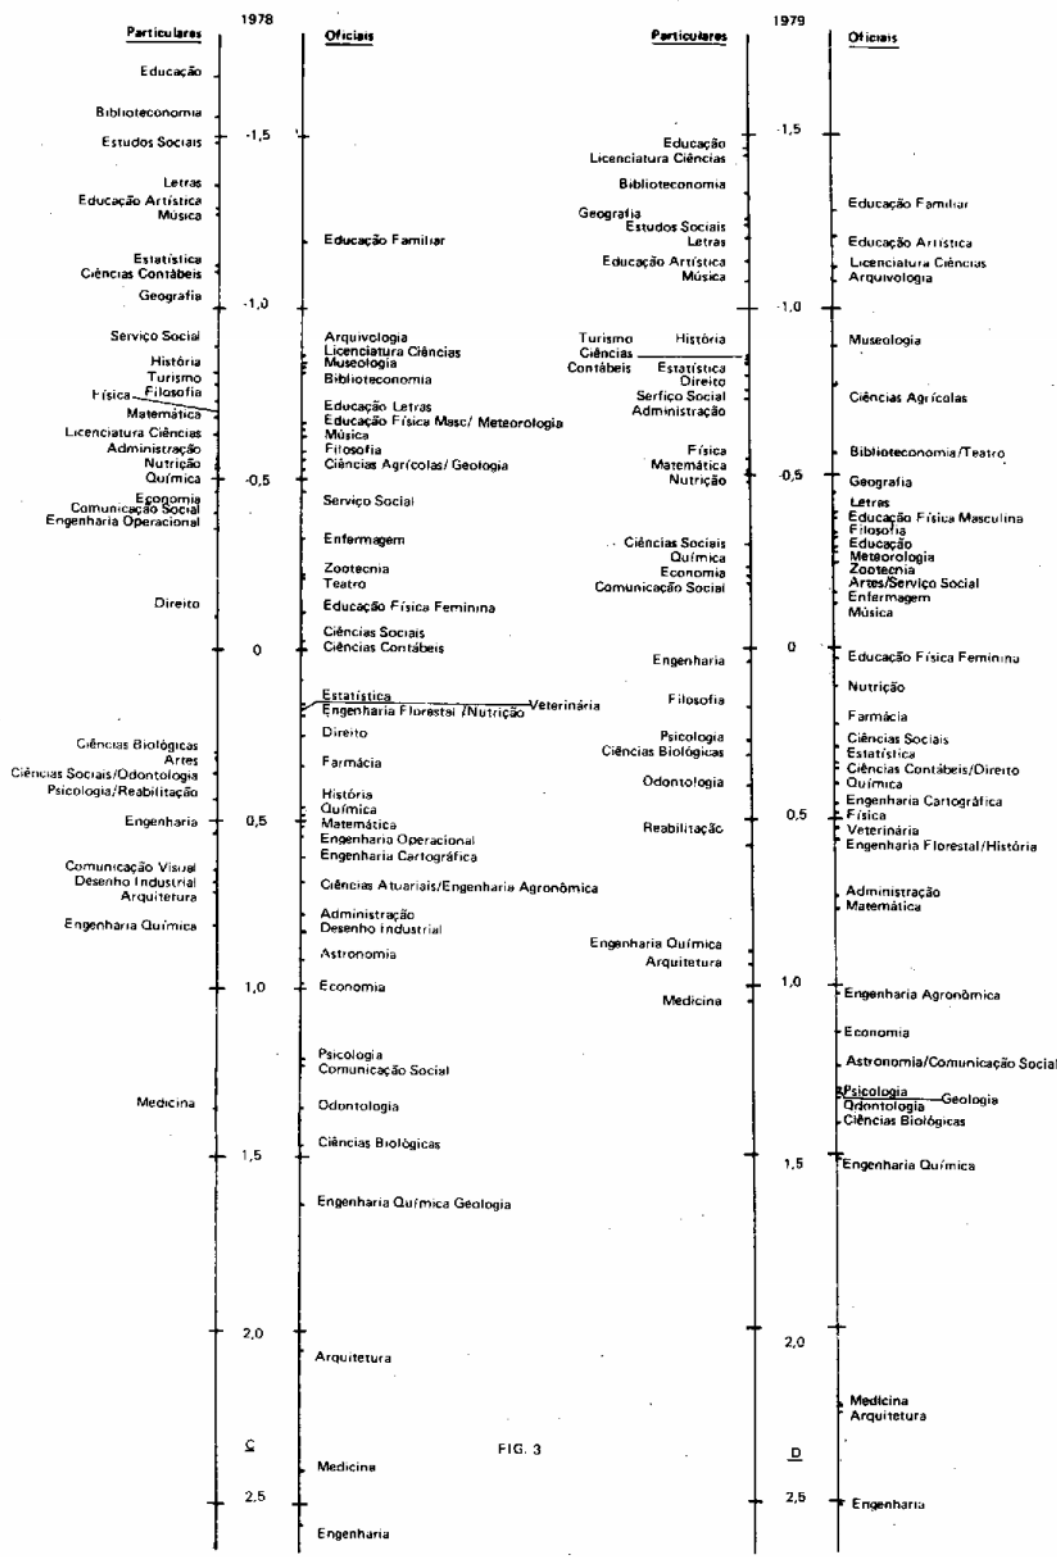 1978
Particulares
Oficiais
Educação
Biblioteconomia
-1,5
Estudos Sociais
Letras
Educação Artística
Música
Educação Familiar
Estatística
Ciências Contábeis
Geografia
-1,0
Serviço Social
Arquivologia
Licenciatura Ciências
História
Museologia
Turismo
Biblioteconomia
Física
Filosofia
Matemática
Educação Letras
Educação Física Masc/ Meteorologia
Licenciatura Ciências
Música
Administração
Filosofia
Nutrição
Ciências Agrícolas/ Geologia
Química
-0,5
Economia
Serviço Social
Comunicação Social
Engenharia Operacional
Enfermagem
Zootecnia
Teatro
Direito
Educação Física Feminina
Ciências Sociais
Ciências Contábeis
0
Estatística
Veterinária
Engenharia Florestal /Nutrição
Direito
Ciências Biológicas
Artes
Farmácia
Ciências Sociais/Odontologia
Psicologia/Reabilitação
História
Química
Engenharia
0,5
Matemática
Engenharia Operacional
Engenharia Cartográfica
Comunicação Visual
Desenho Industrial
Ciências Atuariais/Engenharia Agronômica
Arquitetura
Administração
Engenharia Química
Desenho Industrial
Astronomia
1,0
Economia
Psicologia
Comunicação Social
Medicina
Odontologia
Ciências Biológicas
1,5
Engenharia Química Geologia
2,0
Arquitetura
C
Medicina
2,5
Engenharia
FIG. 3
1979
Particulares
Oficiais
-1,5
Educação
Licenciatura Ciências
Biblioteconomia
Educação Familiar
Geografia
Estudos Sociais
Letras
Educação Artística
Educação Artística
Licenciatura Ciências
Música
Arquivologia
-1,0
Turismo
História
Museologia
Ciências
Contábeis
Estatística
Direito
Serfiço Social
Ciências Agrícolas
Administração
Física
Biblioteconomia/Teatro
Matemática
Nutrição
-0,5
Geografia
Letras
Educação Física Masculina
Filosofia
Ciências Sociais
Educação
Química
Meteorologia
Economia
Zootecnia
Comunicação Social
Artes/Serviço Social
Enfermagem
Música
0
Engenharia
Educação Física Feminina
Nutrição
Filosofia
Farmácia
Psicologia
Ciências Sociais
Ciências Biológicas
Estatística
Ciências Contábeis/Direito
Odontologia
Química
Engenharia Cartográfica
0,5
Física
Reabilitação
Veterinária
Engenharia Florestal/História
Administração
Matemática
Engenharia Química
Arquitetura
1,0
Engenharia Agronômica
Medicina
Economia
Astronomia/Comunicação Social
Psicologia
Geologia
Odontologia
Ciências Biológicas
1,5
Engenharia Química
2,0
Medicina
Arquitetura
D
2,5
Engenharia